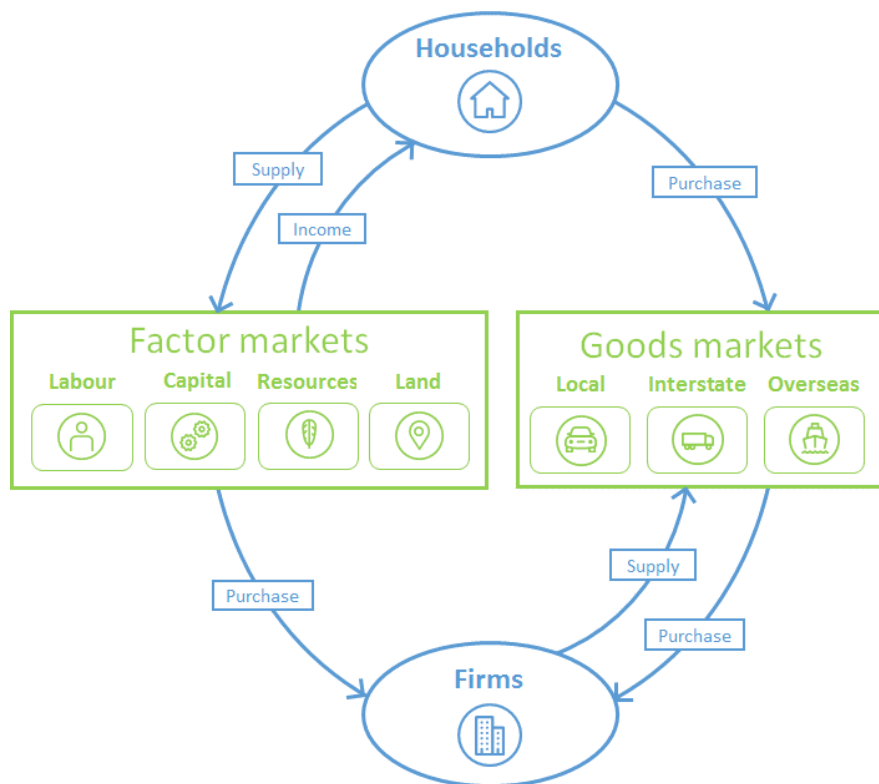 Households
Supply
Purchase
Income
Factor markets
Labour Capital Resources Land
Goods markets
Local Interstate Overseas
Supply
Purchase
Purchase
Firms